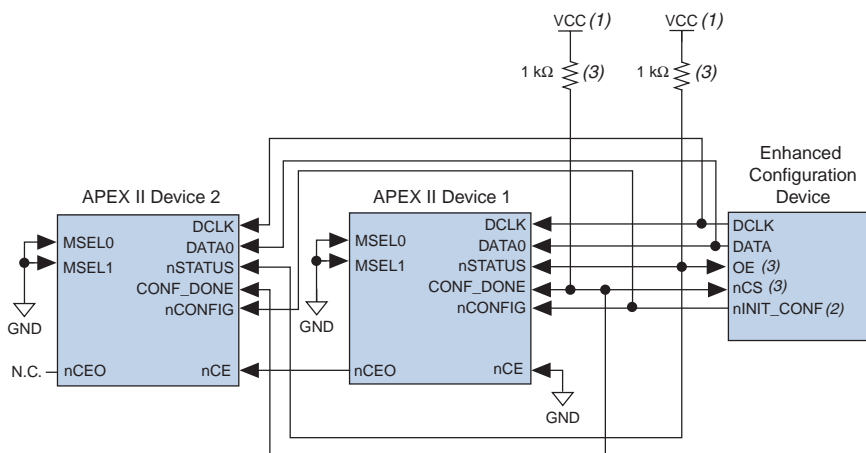 VCC (1) VCC (1)
1 kΩ (3) 1 kΩ (3)
Enhanced
Configuration
Device
APEX II Device 2
MSEL0
MSEL1
DCLK
DATA0
nSTATUS
CONF_DONE
nCONFIG
nCEO
nCE
GND
N.C.
APEX II Device 1
MSEL0
MSEL1
DCLK
DATA0
nSTATUS
CONF_DONE
nCONFIG
nCEO
nCE
GND
GND
DCLK
DATA
OE (3)
nCS (3)
nINIT_CONF (2)